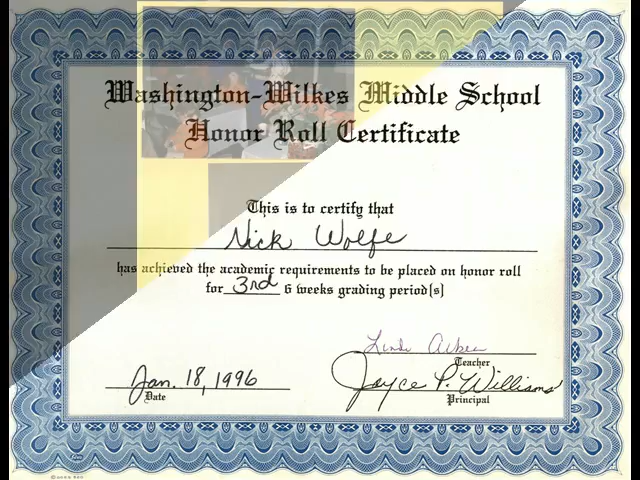 Washington-Wilkes Middle School
Honor Roll Certificate
This is to certify that
Nick Wolfe
has achieved the academic requirements to be placed on honor roll
for 3rd 6 weeks grading period(s)
Teacher
Jan. 18, 1996 Joyce P. Williams
Date Principal